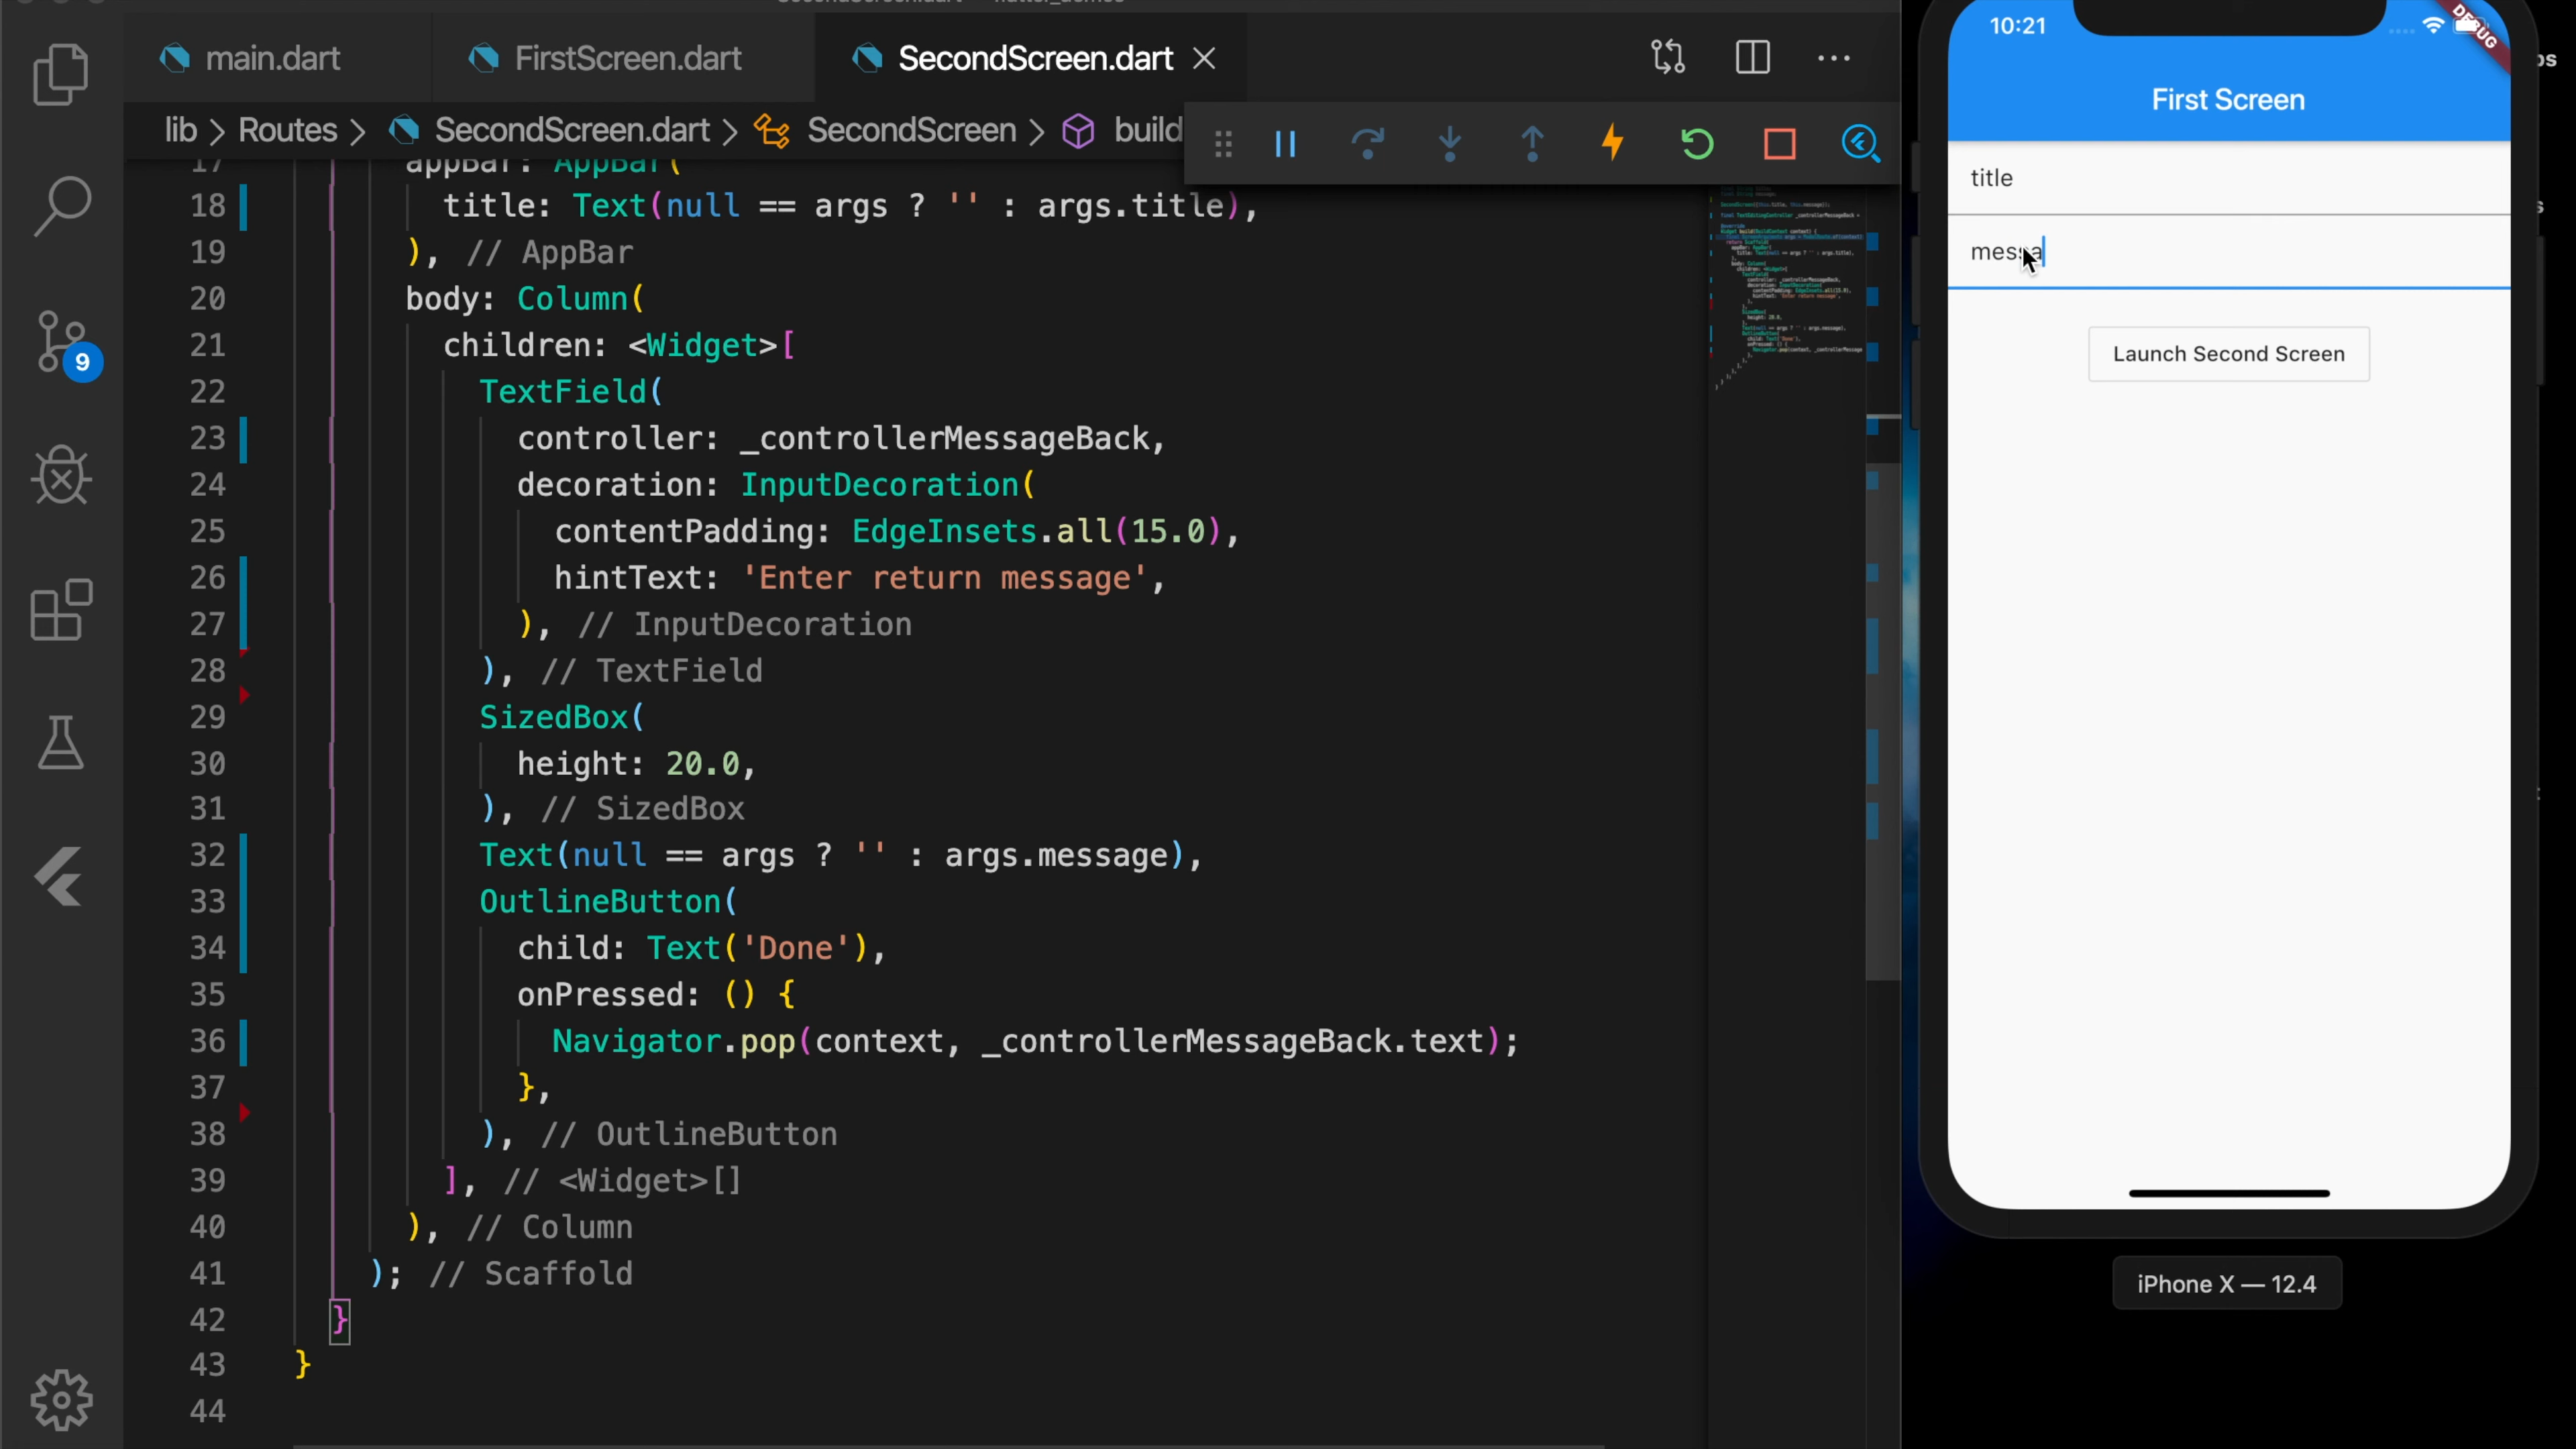 main.dart
FirstScreen.dart
SecondScreen.dart
lib > Routes > SecondScreen.dart > SecondScreen > build
17 appBar: AppBar(
18 title: Text(null == args ? '' : args.title),
19 ), // AppBar
20 body: Column(
21 children: <Widget>[
22 TextField(
23 controller: _controllerMessageBack,
24 decoration: InputDecoration(
25 contentPadding: EdgeInsets.all(15.0),
26 hintText: 'Enter return message',
27 ), // InputDecoration
28 ), // TextField
29 SizedBox(
30 height: 20.0,
31 ), // SizedBox
32 Text(null == args ? '' : args.message),
33 OutlineButton(
34 child: Text('Done'),
35 onPressed: () {
36 Navigator.pop(context, _controllerMessageBack.text);
37 },
38 ), // OutlineButton
39 ], // <Widget>[]
40 ), // Column
41 ); // Scaffold
42 }
43 }
44
9
10:21
DEBUG
First Screen
title
messa
Launch Second Screen
iPhone X — 12.4